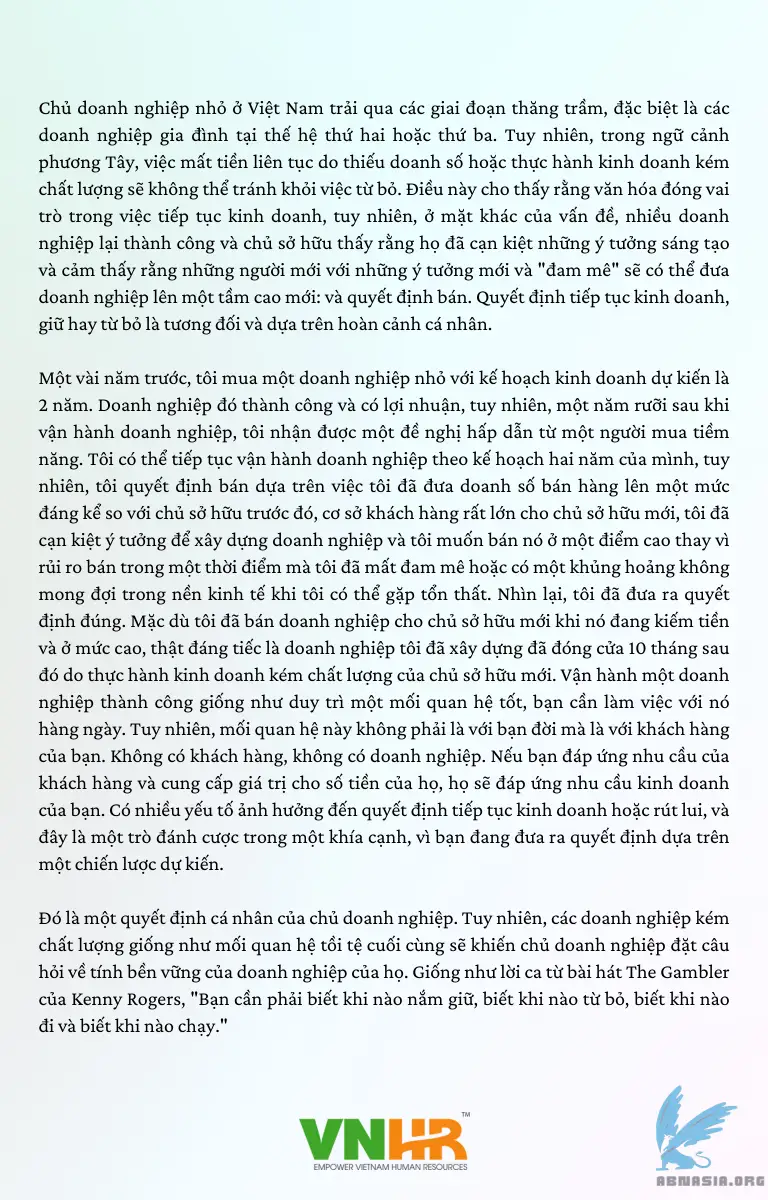 Chủ doanh nghiệp nhỏ ở Việt Nam trải qua các giai đoạn thăng trầm, đặc biệt là các
doanh nghiệp gia đình tại thế hệ thứ hai hoặc thứ ba. Tuy nhiên, trong ngữ cảnh
phương Tây, việc mất tiền liên tục do thiếu doanh số hoặc thực hành kinh doanh kém
chất lượng sẽ không thể tránh khỏi việc từ bỏ. Điều này cho thấy rằng văn hóa đóng vai
trò trong việc tiếp tục kinh doanh, tuy nhiên, ở mặt khác của vấn đề, nhiều doanh
nghiệp lại thành công và chủ sở hữu thấy rằng họ đã cạn kiệt những ý tưởng sáng tạo
và cảm thấy rằng những người mới với những ý tưởng mới và "đam mê" sẽ có thể đưa
doanh nghiệp lên một tầm cao mới: và quyết định bán. Quyết định tiếp tục kinh doanh,
giữ hay từ bỏ là tương đối và dựa trên hoàn cảnh cá nhân.
Một vài năm trước, tôi mua một doanh nghiệp nhỏ với kế hoạch kinh doanh dự kiến là
2 năm. Doanh nghiệp đó thành công và có lợi nhuận, tuy nhiên, một năm rưỡi sau khi
vận hành doanh nghiệp, tôi nhận được một đề nghị hấp dẫn từ một người mua tiềm
năng. Tôi có thể tiếp tục vận hành doanh nghiệp theo kế hoạch hai năm của mình, tuy
nhiên, tôi quyết định bán dựa trên việc tôi đã đưa doanh số bán hàng lên một mức
đáng kể so với chủ sở hữu trước đó, cơ sở khách hàng rất lớn cho chủ sở hữu mới, tôi đã
cạn kiệt ý tưởng để xây dựng doanh nghiệp và tôi muốn bán nó ở một điểm cao thay vì
rủi ro bán trong một thời điểm mà tôi đã mất đam mê hoặc có một khủng hoảng không
mong đợi trong nền kinh tế khi tôi có thể gặp tổn thất. Nhìn lại, tôi đã đưa ra quyết
định đúng. Mặc dù tôi đã bán doanh nghiệp cho chủ sở hữu mới khi nó đang kiếm tiền
và ở mức cao, thật đáng tiếc là doanh nghiệp tôi đã xây dựng đã đóng cửa 10 tháng sau
đó do thực hành kinh doanh kém chất lượng của chủ sở hữu mới. Vận hành một doanh
nghiệp thành công giống như duy trì một mối quan hệ tốt, bạn cần làm việc với nó
hàng ngày. Tuy nhiên, mối quan hệ này không phải là với bạn đời mà là với khách hàng
của bạn. Không có khách hàng, không có doanh nghiệp. Nếu bạn đáp ứng nhu cầu của
khách hàng và cung cấp giá trị cho số tiền của họ, họ sẽ đáp ứng nhu cầu kinh doanh
của bạn. Có nhiều yếu tố ảnh hưởng đến quyết định tiếp tục kinh doanh hoặc rút lui, và
đây là một trò đánh cược trong một khía cạnh, vì bạn đang đưa ra quyết định dựa trên
một chiến lược dự kiến.
Đó là một quyết định cá nhân của chủ doanh nghiệp. Tuy nhiên, các doanh nghiệp kém
chất lượng giống như mối quan hệ tồi tệ cuối cùng sẽ khiến chủ doanh nghiệp đặt câu
hỏi về tính bền vững của doanh nghiệp của họ. Giống như lời ca từ bài hát The Gambler
của Kenny Rogers, "Bạn cần phải biết khi nào nắm giữ, biết khi nào từ bỏ, biết khi nào
đi và biết khi nào chạy."
VNHR™
EMPOWER VIETNAM HUMAN RESOURCES
ABNASIA.ORG